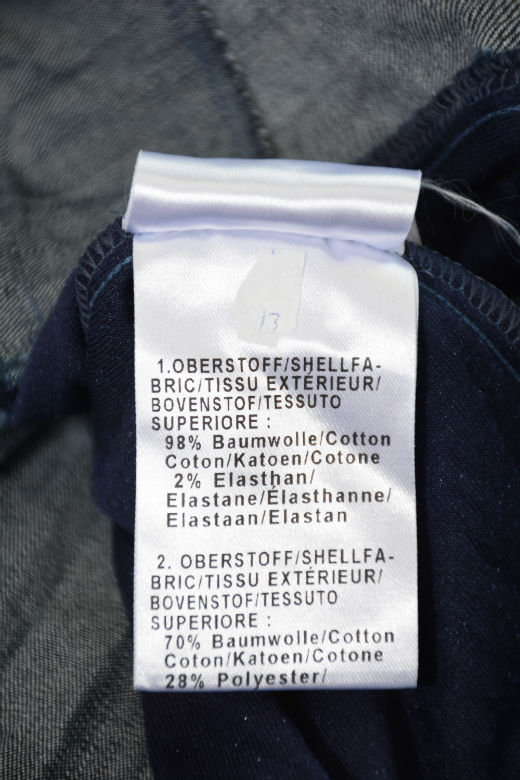 13
1.OBERSTOFF/SHELLFA-
BRIC/TISSU EXTÉRIEUR/
BOVENSTOF/TESSUTO
SUPERIORE :
98% Baumwolle/Cotton
Coton/Katoen/Cotone
2% Elasthan/
Elastane/Élasthanne/
Elastaan/Elastan
2. OBERSTOFF/SHELLFA-
BRIC/TISSU EXTÉRIEUR/
BOVENSTOF/TESSUTO
SUPERIORE :
70% Baumwolle/Cotton
Coton/Katoen/Cotone
28% Polyester/